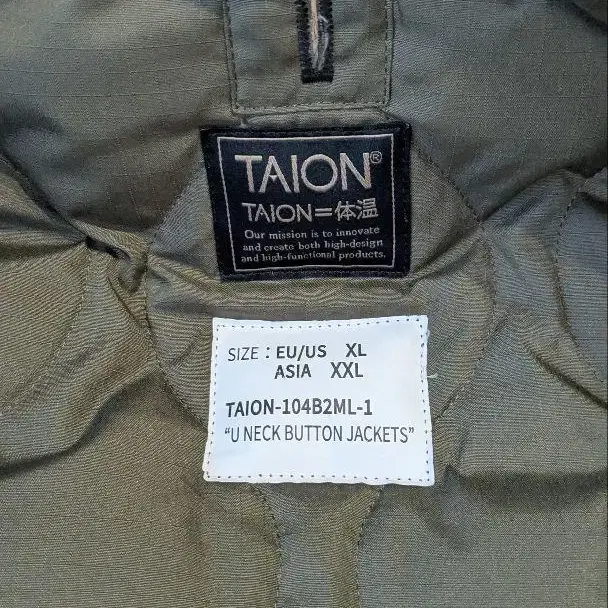 TAION®
TAION=体温
Our mission is to innovate
and create both high-design
and high-functional products.
SIZE : EU/US XL
ASIA XXL
TAION-104B2ML-1
“U NECK BUTTON JACKETS”